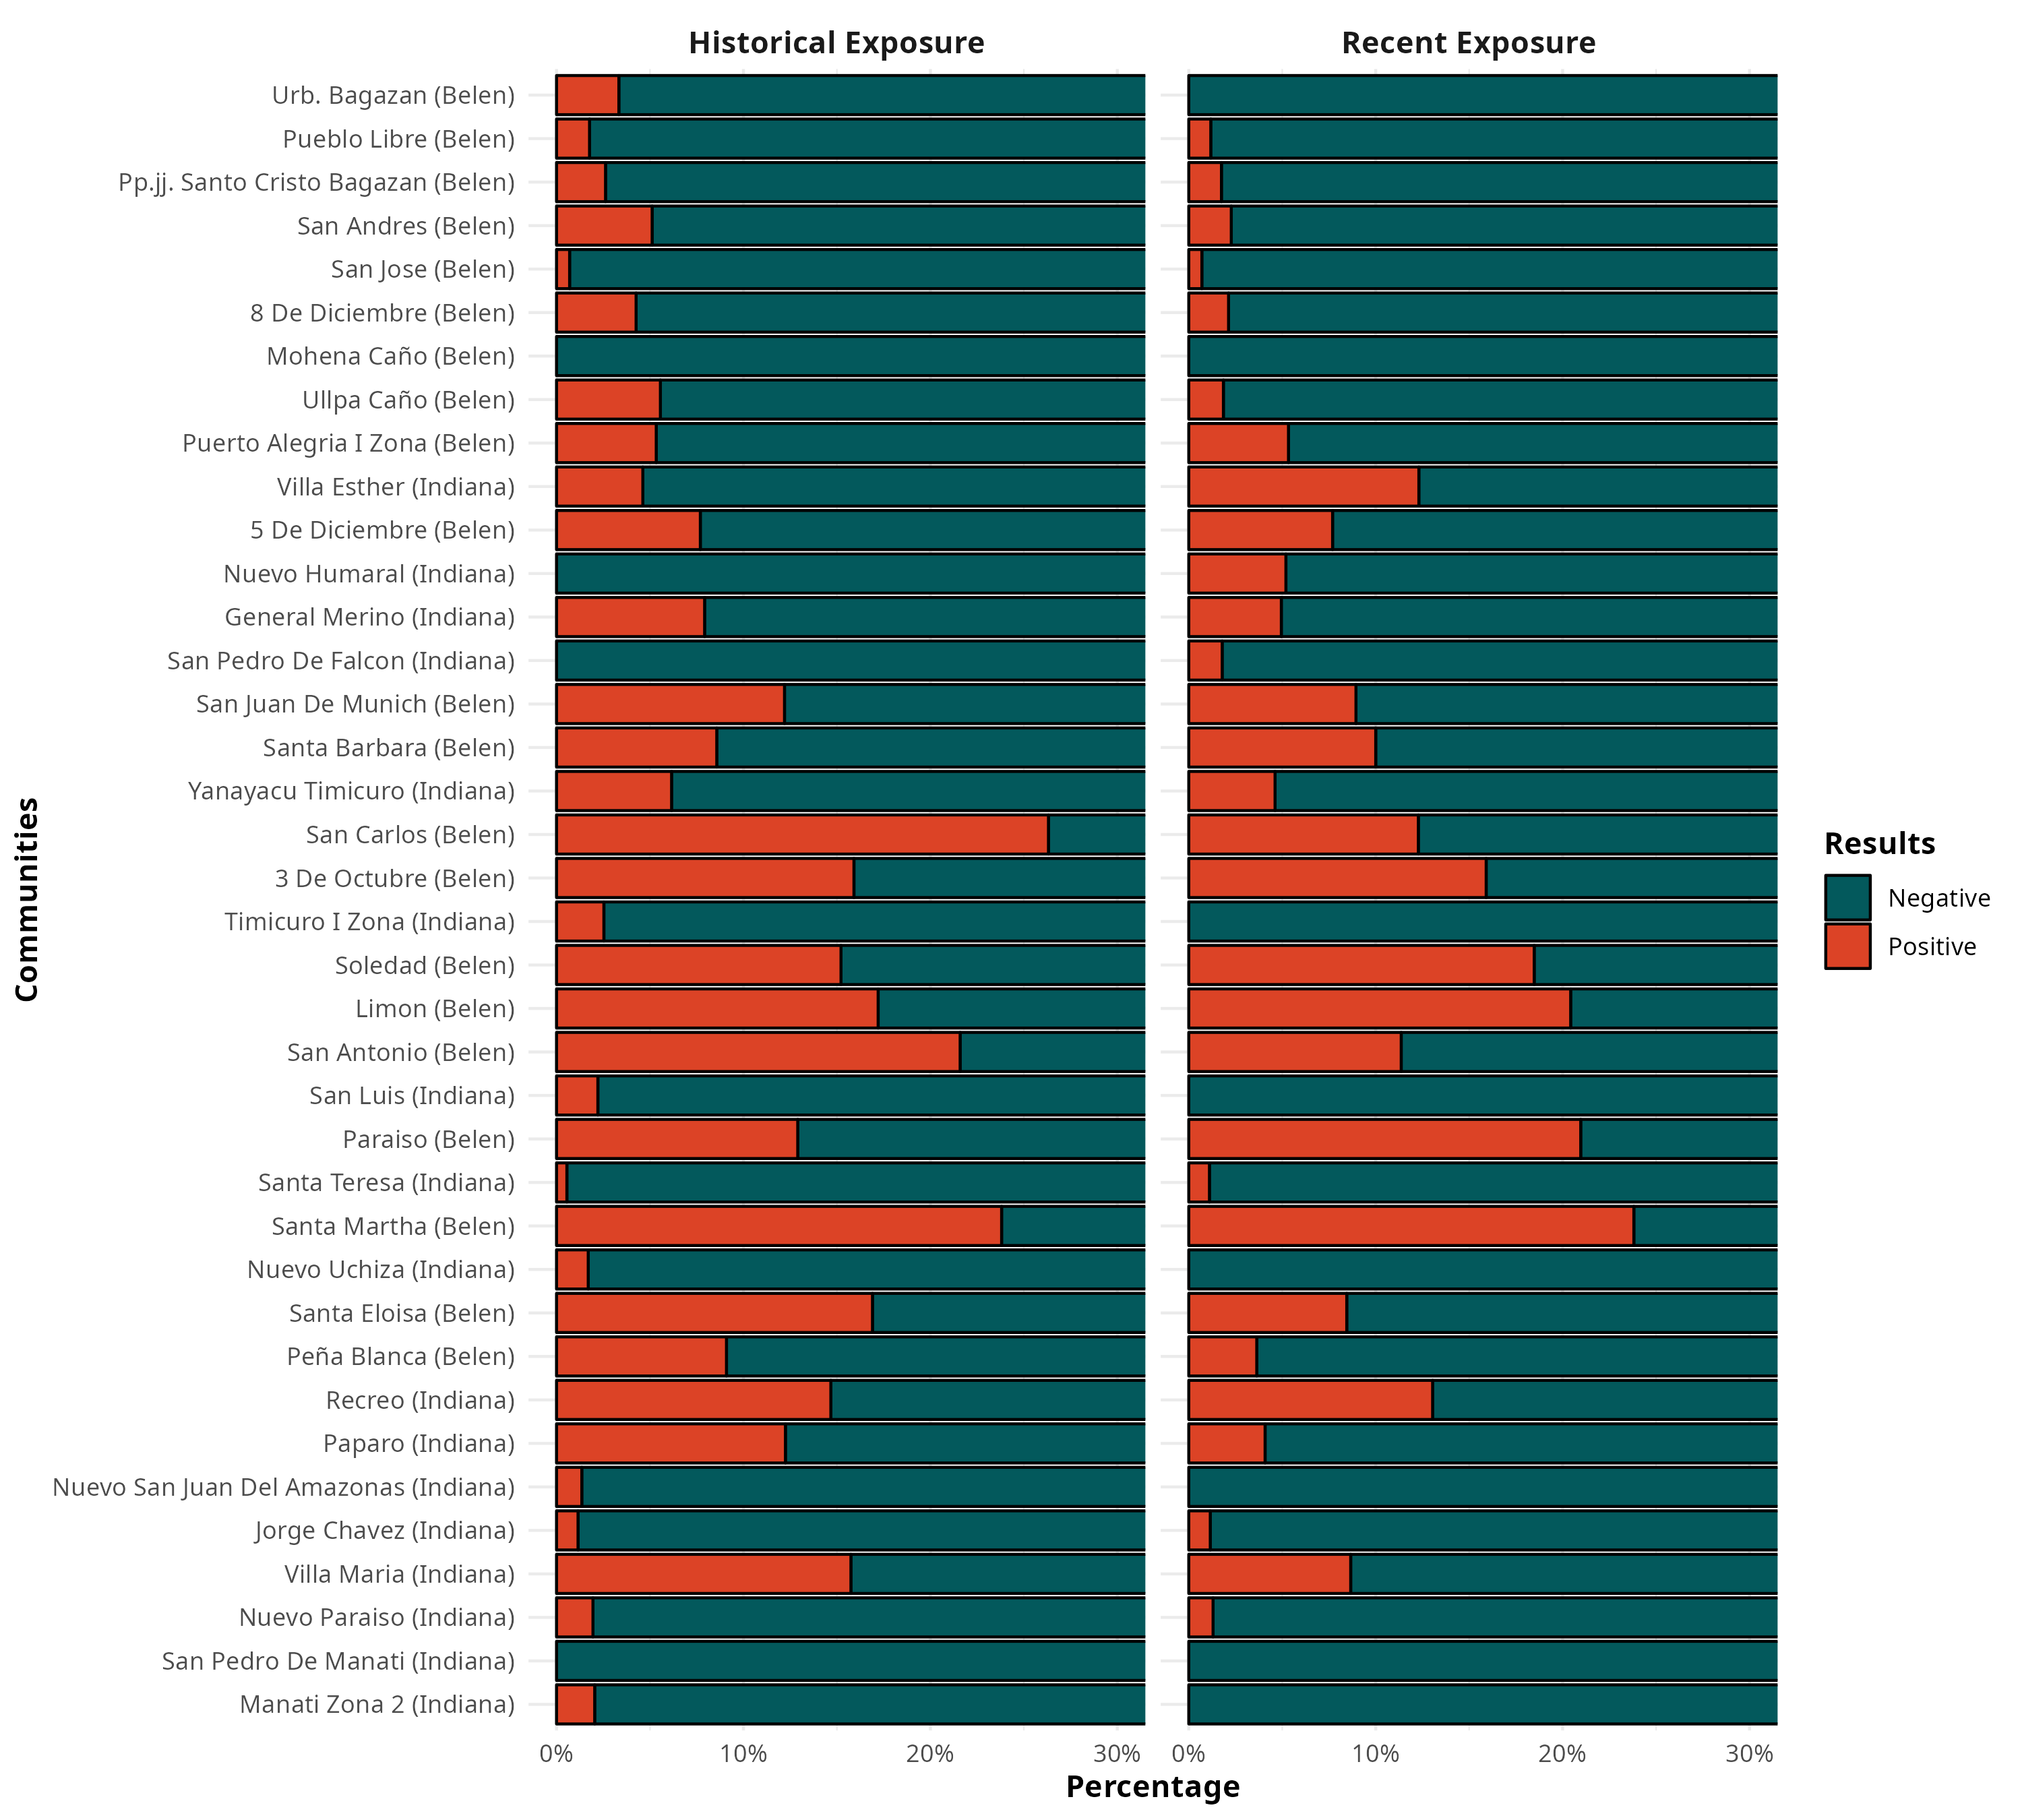 Historical Exposure
Recent Exposure
Communities
Urb. Bagazan (Belen)
Pueblo Libre (Belen)
Pp.jj. Santo Cristo Bagazan (Belen)
San Andres (Belen)
San Jose (Belen)
8 De Diciembre (Belen)
Mohena Caño (Belen)
Ullpa Caño (Belen)
Puerto Alegria I Zona (Belen)
Villa Esther (Indiana)
5 De Diciembre (Belen)
Nuevo Humaral (Indiana)
General Merino (Indiana)
San Pedro De Falcon (Indiana)
San Juan De Munich (Belen)
Santa Barbara (Belen)
Yanayacu Timicuro (Indiana)
San Carlos (Belen)
3 De Octubre (Belen)
Timicuro I Zona (Indiana)
Soledad (Belen)
Limon (Belen)
San Antonio (Belen)
San Luis (Indiana)
Paraiso (Belen)
Santa Teresa (Indiana)
Santa Martha (Belen)
Nuevo Uchiza (Indiana)
Santa Eloisa (Belen)
Peña Blanca (Belen)
Recreo (Indiana)
Paparo (Indiana)
Nuevo San Juan Del Amazonas (Indiana)
Jorge Chavez (Indiana)
Villa Maria (Indiana)
Nuevo Paraiso (Indiana)
San Pedro De Manati (Indiana)
Manati Zona 2 (Indiana)
0% 10% 20% 30%
0% 10% 20% 30%
Percentage
Results
Negative
Positive